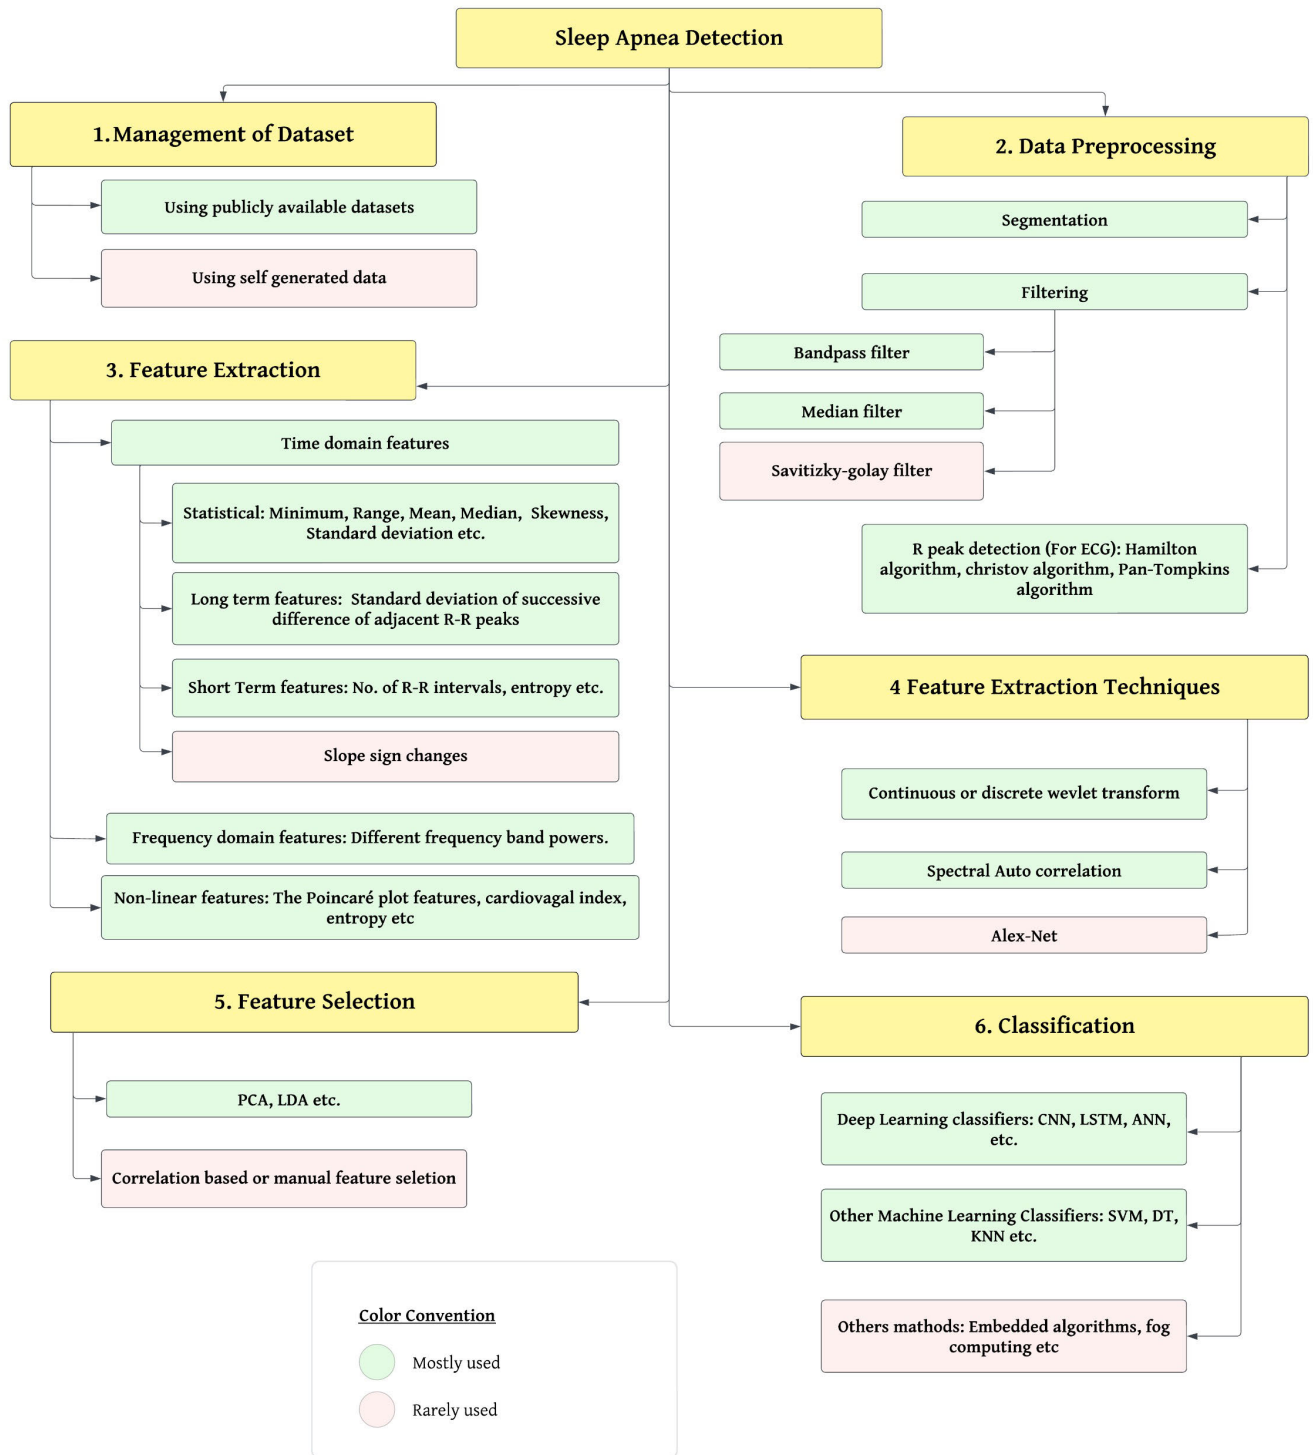 Sleep Apnea Detection
1. Management of Dataset
Using publicly available datasets
Using self generated data
2. Data Preprocessing
Segmentation
Filtering
Bandpass filter
Median filter
Savitizky-golay filter
R peak detection (For ECG): Hamilton
algorithm, christov algorithm, Pan-Tompkins
algorithm
3. Feature Extraction
Time domain features
Statistical: Minimum, Range, Mean, Median, Skewness,
Standard deviation etc.
Long term features: Standard deviation of successive
difference of adjacent R-R peaks
Short Term features: No. of R-R intervals, entropy etc.
Slope sign changes
Frequency domain features: Different frequency band powers.
Non-linear features: The Poincaré plot features, cardiovagal index,
entropy etc
4 Feature Extraction Techniques
Continuous or discrete wevlet transform
Spectral Auto correlation
Alex-Net
5. Feature Selection
PCA, LDA etc.
Correlation based or manual feature seletion
6. Classification
Deep Learning classifiers: CNN, LSTM, ANN,
etc.
Other Machine Learning Classifiers: SVM, DT,
KNN etc.
Others mathods: Embedded algorithms, fog
computing etc
Color Convention
Mostly used
Rarely used